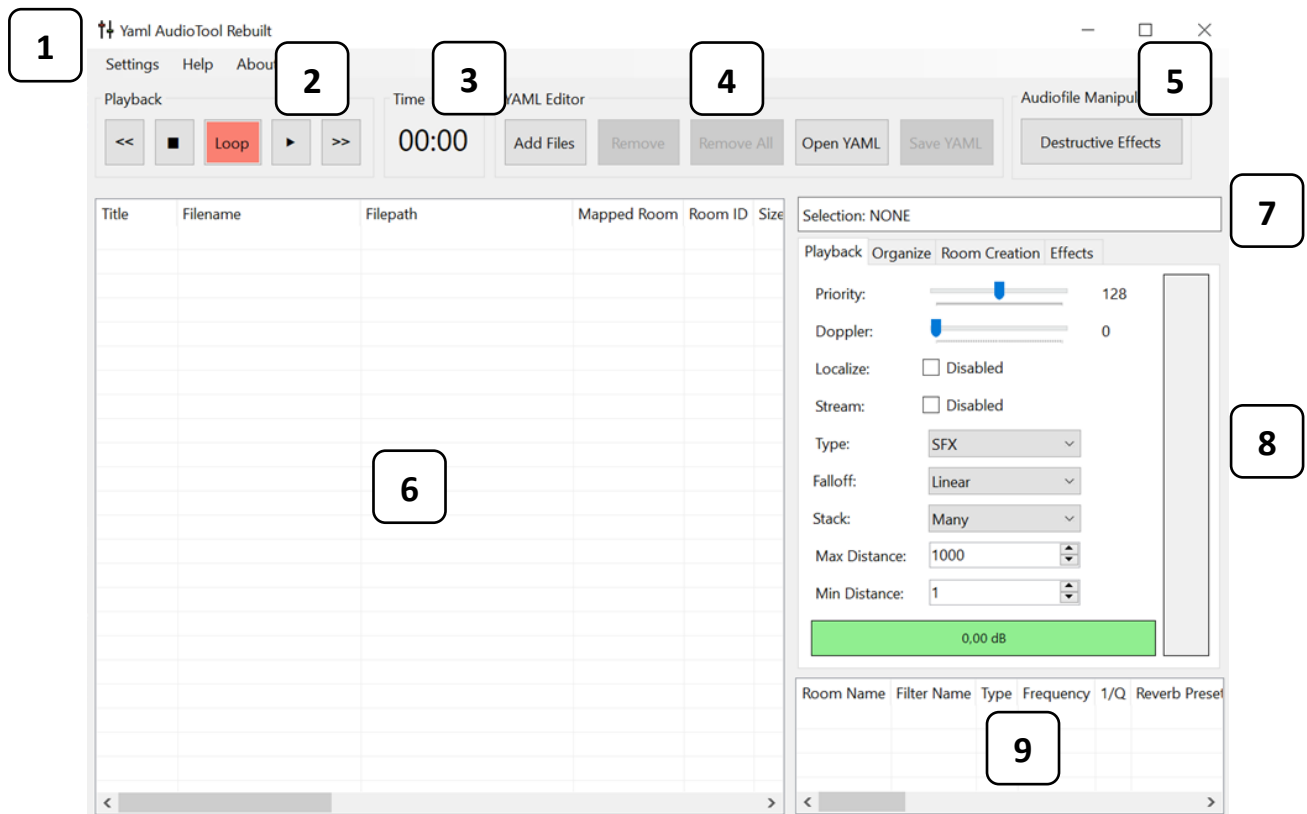 1
Yaml AudioTool Rebuilt
Settings Help Abou
2
3
4
5
Playback
Time
YAML Editor
Audiofile Manipul
<< ■ Loop ▶ >>
00:00
Add Files Remove Remove All Open YAML Save YAML
Destructive Effects
Title Filename Filepath Mapped Room Room ID Size
6
Selection: NONE
7
Playback Organize Room Creation Effects
Priority: 128
Doppler: 0
Localize: Disabled
Stream: Disabled
Type: SFX
Falloff: Linear
Stack: Many
Max Distance: 1000
Min Distance: 1
0,00 dB
8
Room Name Filter Name Type Frequency 1/Q Reverb Preset
9